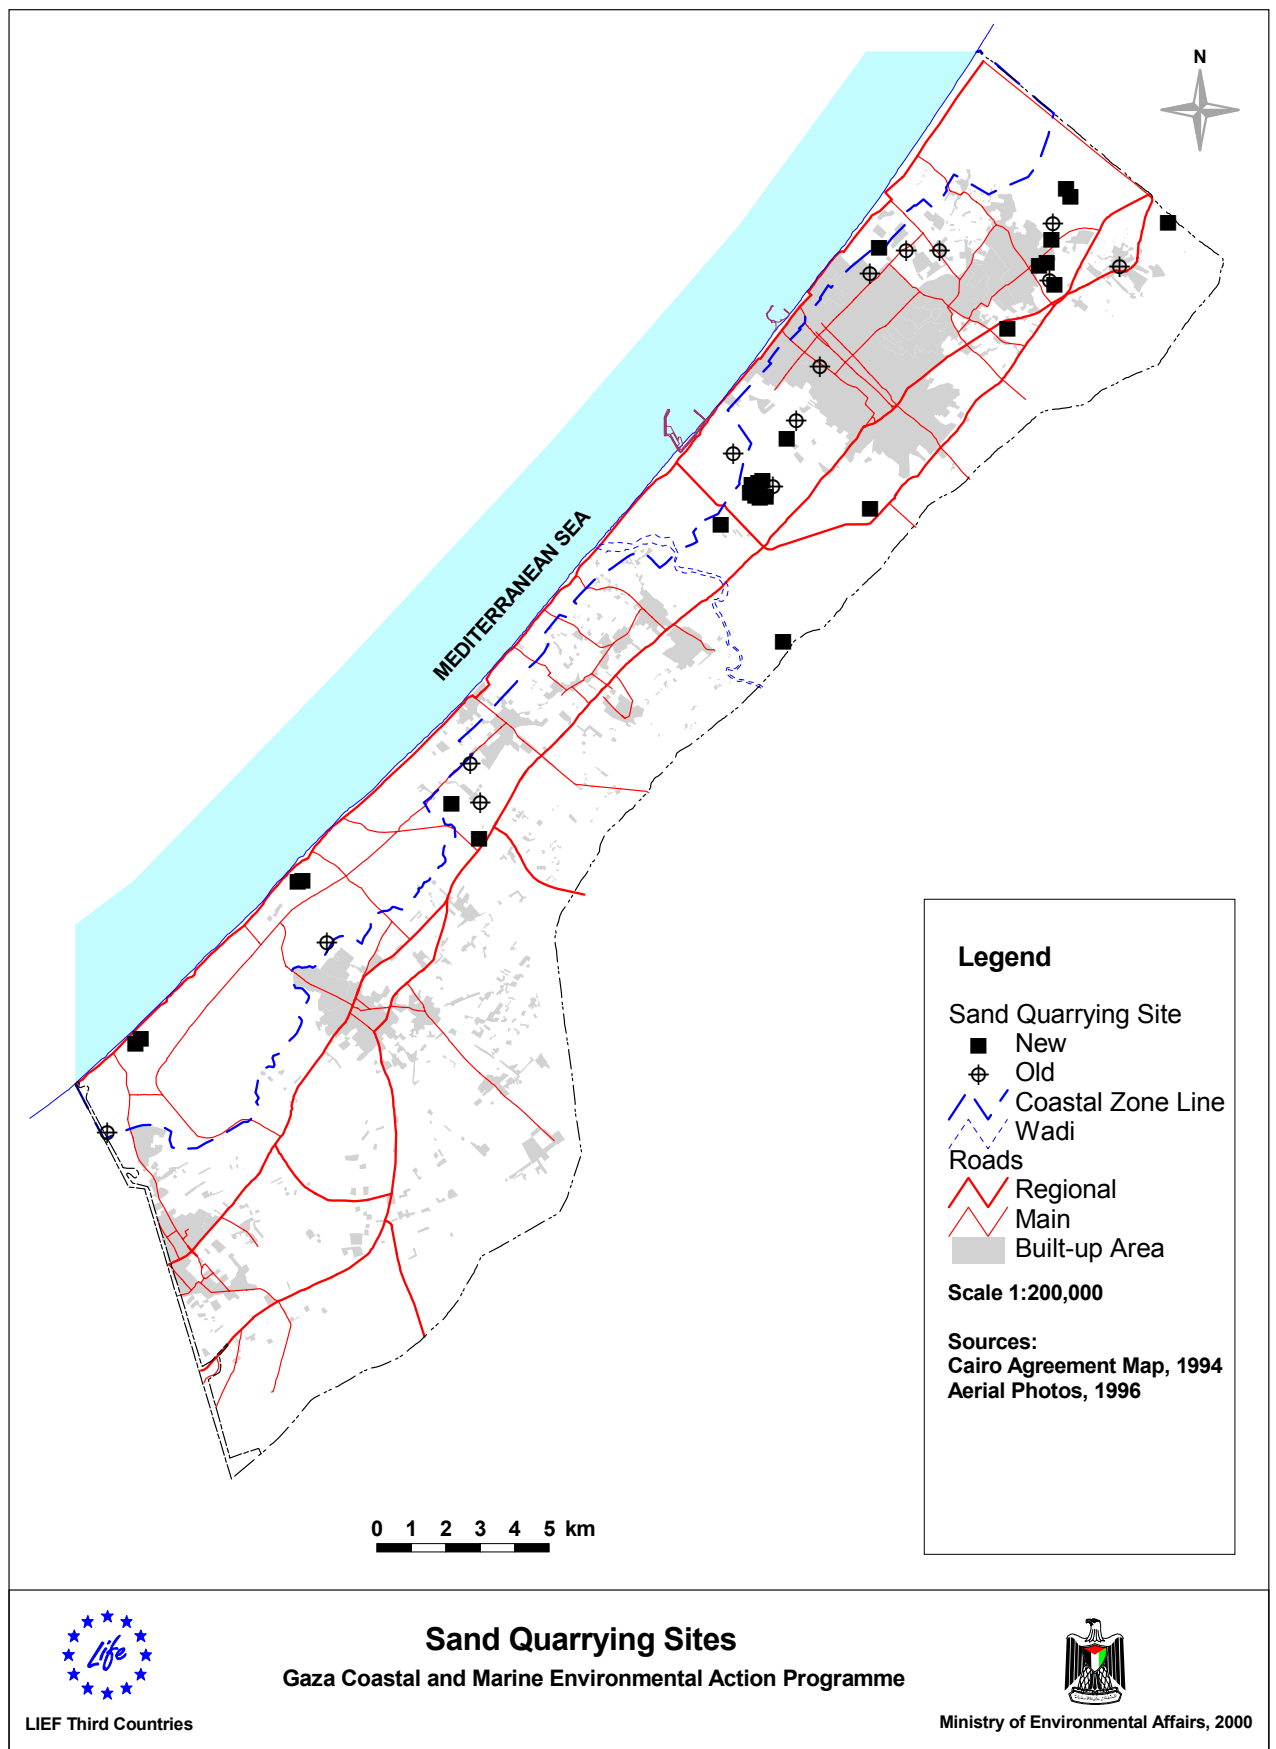 N
MEDITERRANEAN SEA
Legend
Sand Quarrying Site
New
Old
Coastal Zone Line
Wadi
Roads
Regional
Main
Built-up Area
Scale 1:200,000
Sources:
Cairo Agreement Map, 1994
Aerial Photos, 1996
0 1 2 3 4 5 km
Life
LIEF Third Countries
Sand Quarrying Sites
Gaza Coastal and Marine Environmental Action Programme
Ministry of Environmental Affairs, 2000